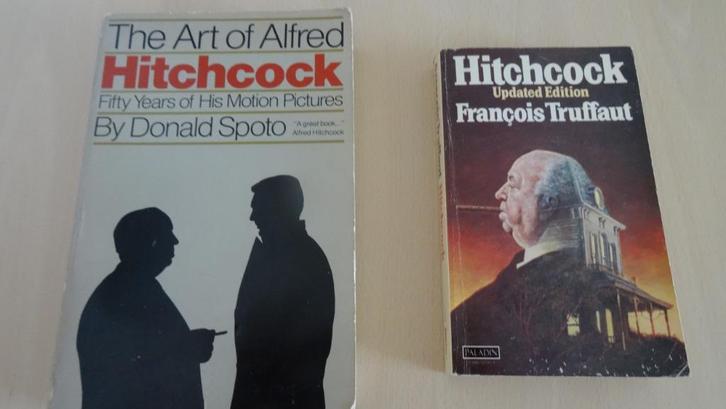 The Art of Alfred
Hitchcock
Fifty Years of His Motion Pictures
By Donald Spoto
"A great book..."
Alfred Hitchcock
Hitchcock
Updated Edition
François Truffaut
PALADIN